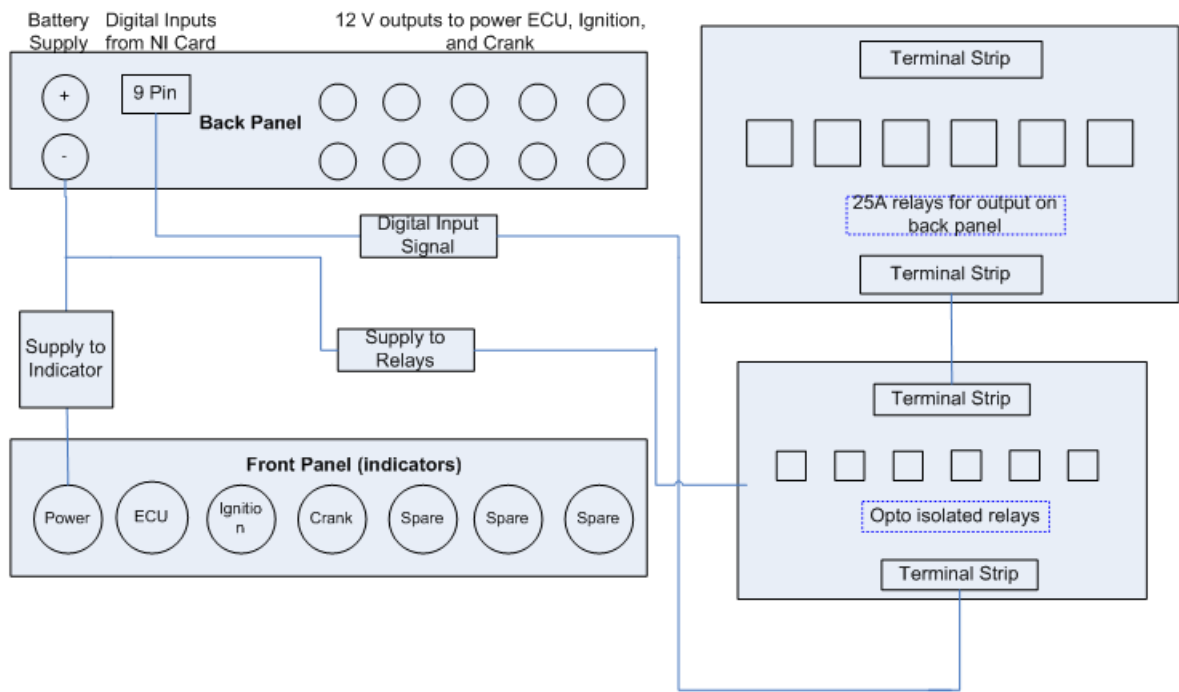 Battery
Supply
Digital Inputs
from NI Card
12 V outputs to power ECU, Ignition,
and Crank
+
-
9 Pin
Back Panel
Terminal Strip
25A relays for output on
back panel
Terminal Strip
Digital Input
Signal
Supply to
Indicator
Supply to
Relays
Terminal Strip
Opto isolated relays
Terminal Strip
Front Panel (indicators)
Power
ECU
Ignitio
n
Crank
Spare
Spare
Spare